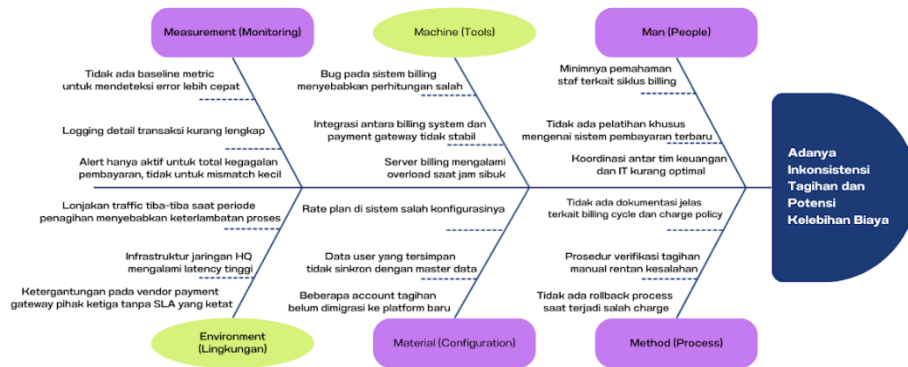 Measurement (Monitoring)
Machine (Tools)
Man (People)
Tidak ada baseline metric
untuk mendeteksi error lebih cepat
Logging detail transaksi kurang lengkap
Alert hanya aktif untuk total kegagalan
pembayaran, tidak untuk mismatch kecil
Bug pada sistem billing
menyebabkan perhitungan salah
Integrasi antara billing system dan
payment gateway tidak stabil
Server billing mengalami
overload saat jam sibuk
Minimnya pemahaman
staf terkait siklus billing
Tidak ada pelatihan khusus
mengenai sistem pembayaran terbaru
Koordinasi antar tim keuangan
dan IT kurang optimal
Adanya
Inkonsistensi
Tagihan dan
Potensi
Kelebihan Biaya
Lonjakan traffic tiba-tiba saat periode
penagihan menyebabkan keterlambatan proses
Infrastruktur jaringan HQ
mengalami latency tinggi
Ketergantungan pada vendor payment
gateway pihak ketiga tanpa SLA yang ketat
Rate plan di sistem salah konfigurasinya
Data user yang tersimpan
tidak sinkron dengan master data
Beberapa account tagihan
belum dimigrasi ke platform baru
Tidak ada dokumentasi jelas
terkait billing cycle dan charge policy
Prosedur verifikasi tagihan
manual rentan kesalahan
Tidak ada rollback process
saat terjadi salah charge
Environment
(Lingkungan)
Material (Configuration)
Method (Process)